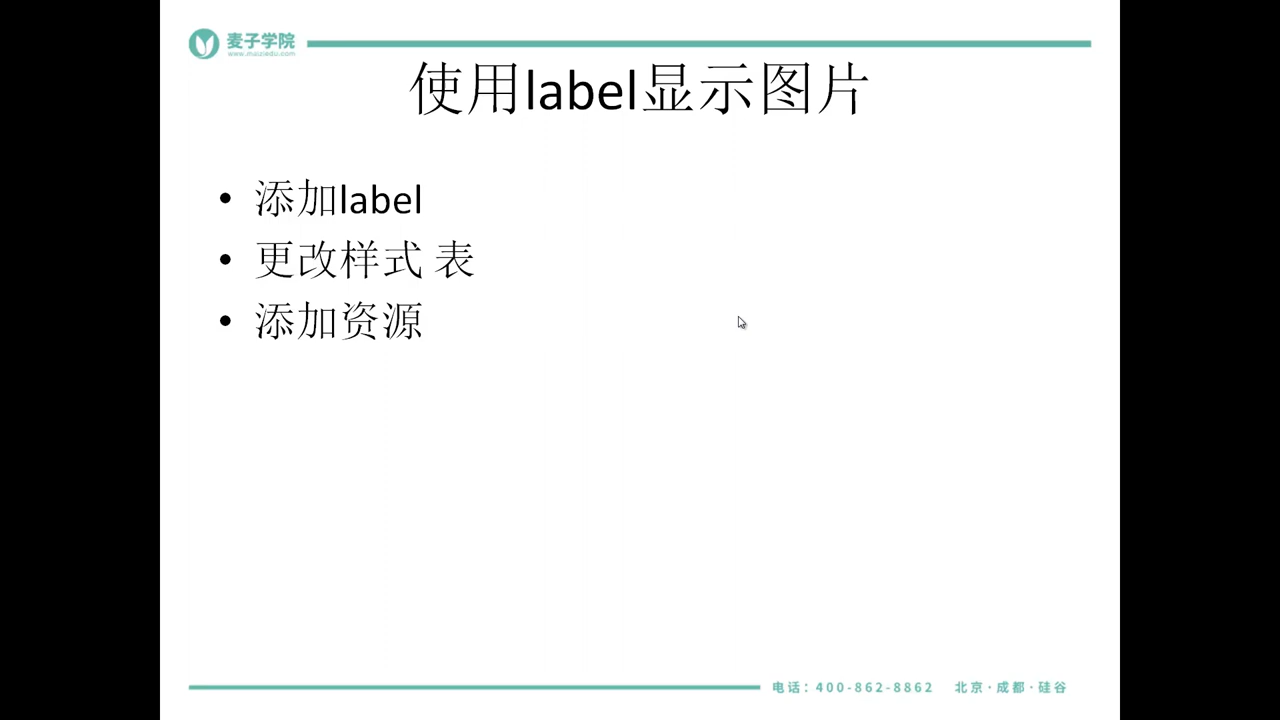 麦子学院
www.maiziedu.com
使用label显示图片
• 添加label
• 更改样式 表
• 添加资源
电话：400-862-8862 北京·成都·硅谷